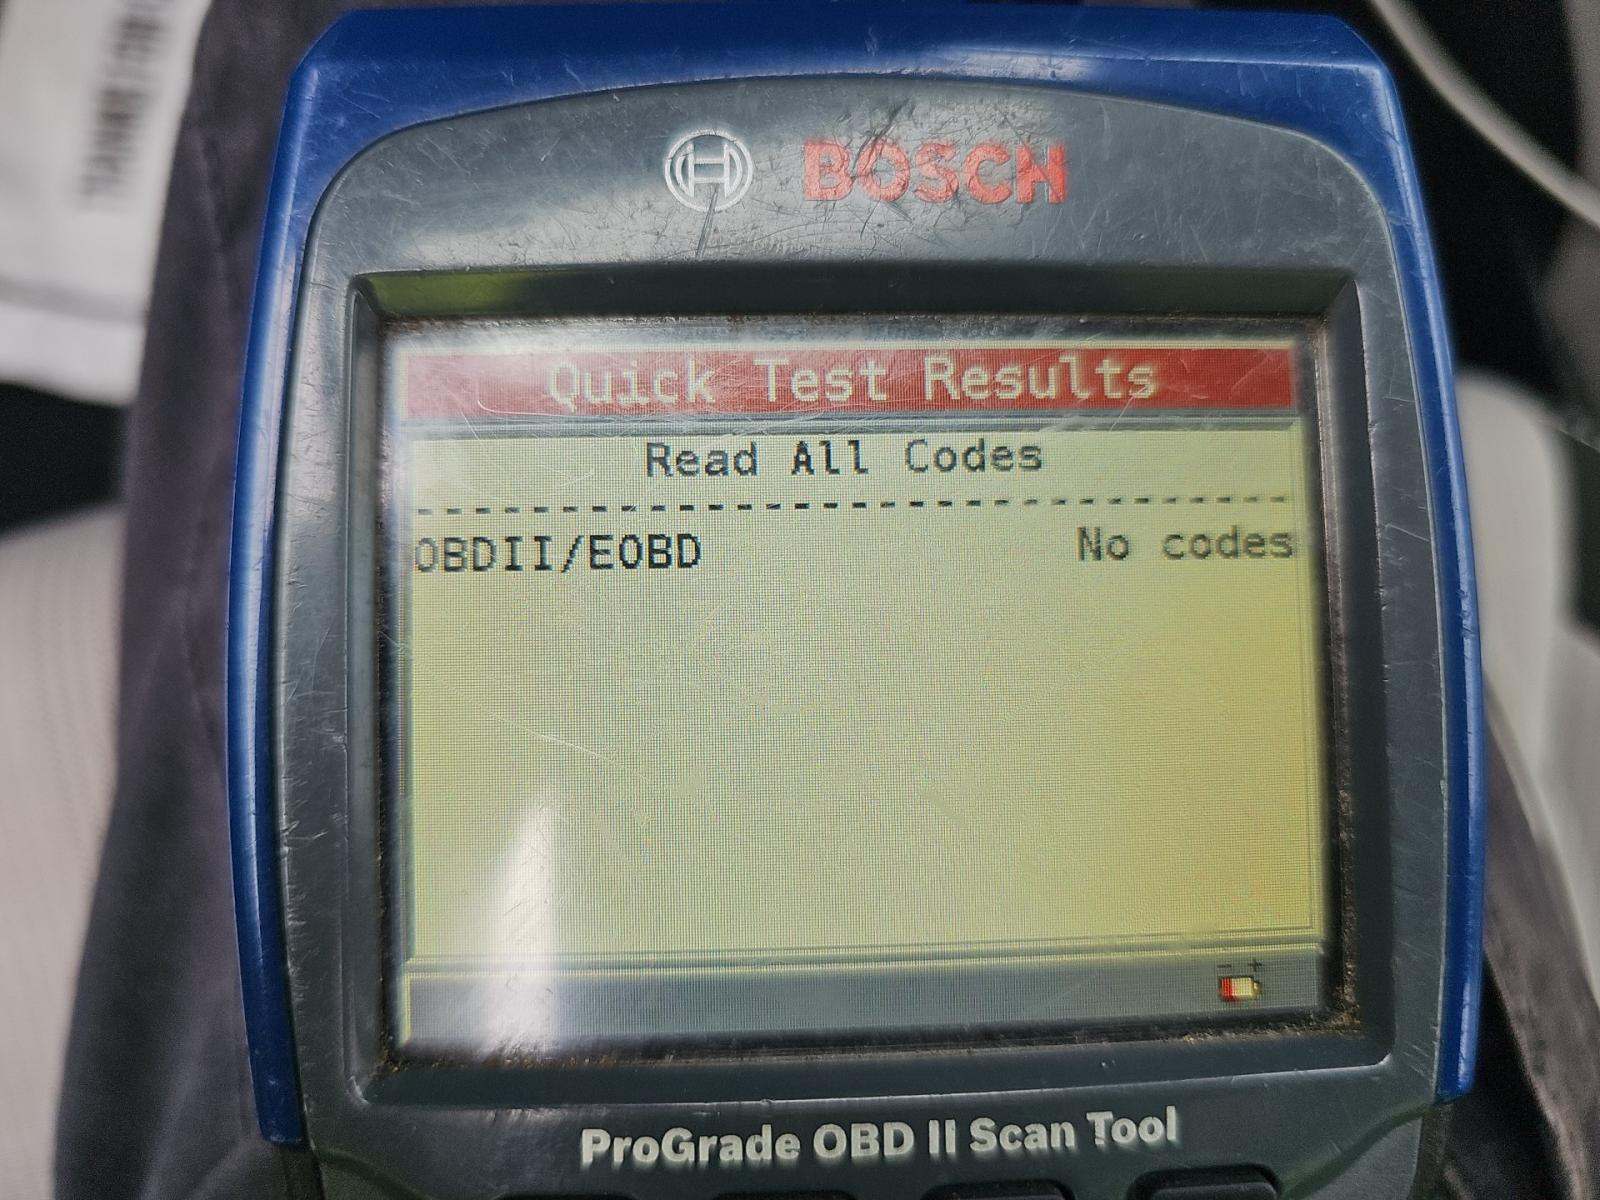 BOSCH
Quick Test Results
Read All Codes
OBDII/EOBD No codes
- +
ProGrade OBD II Scan Tool